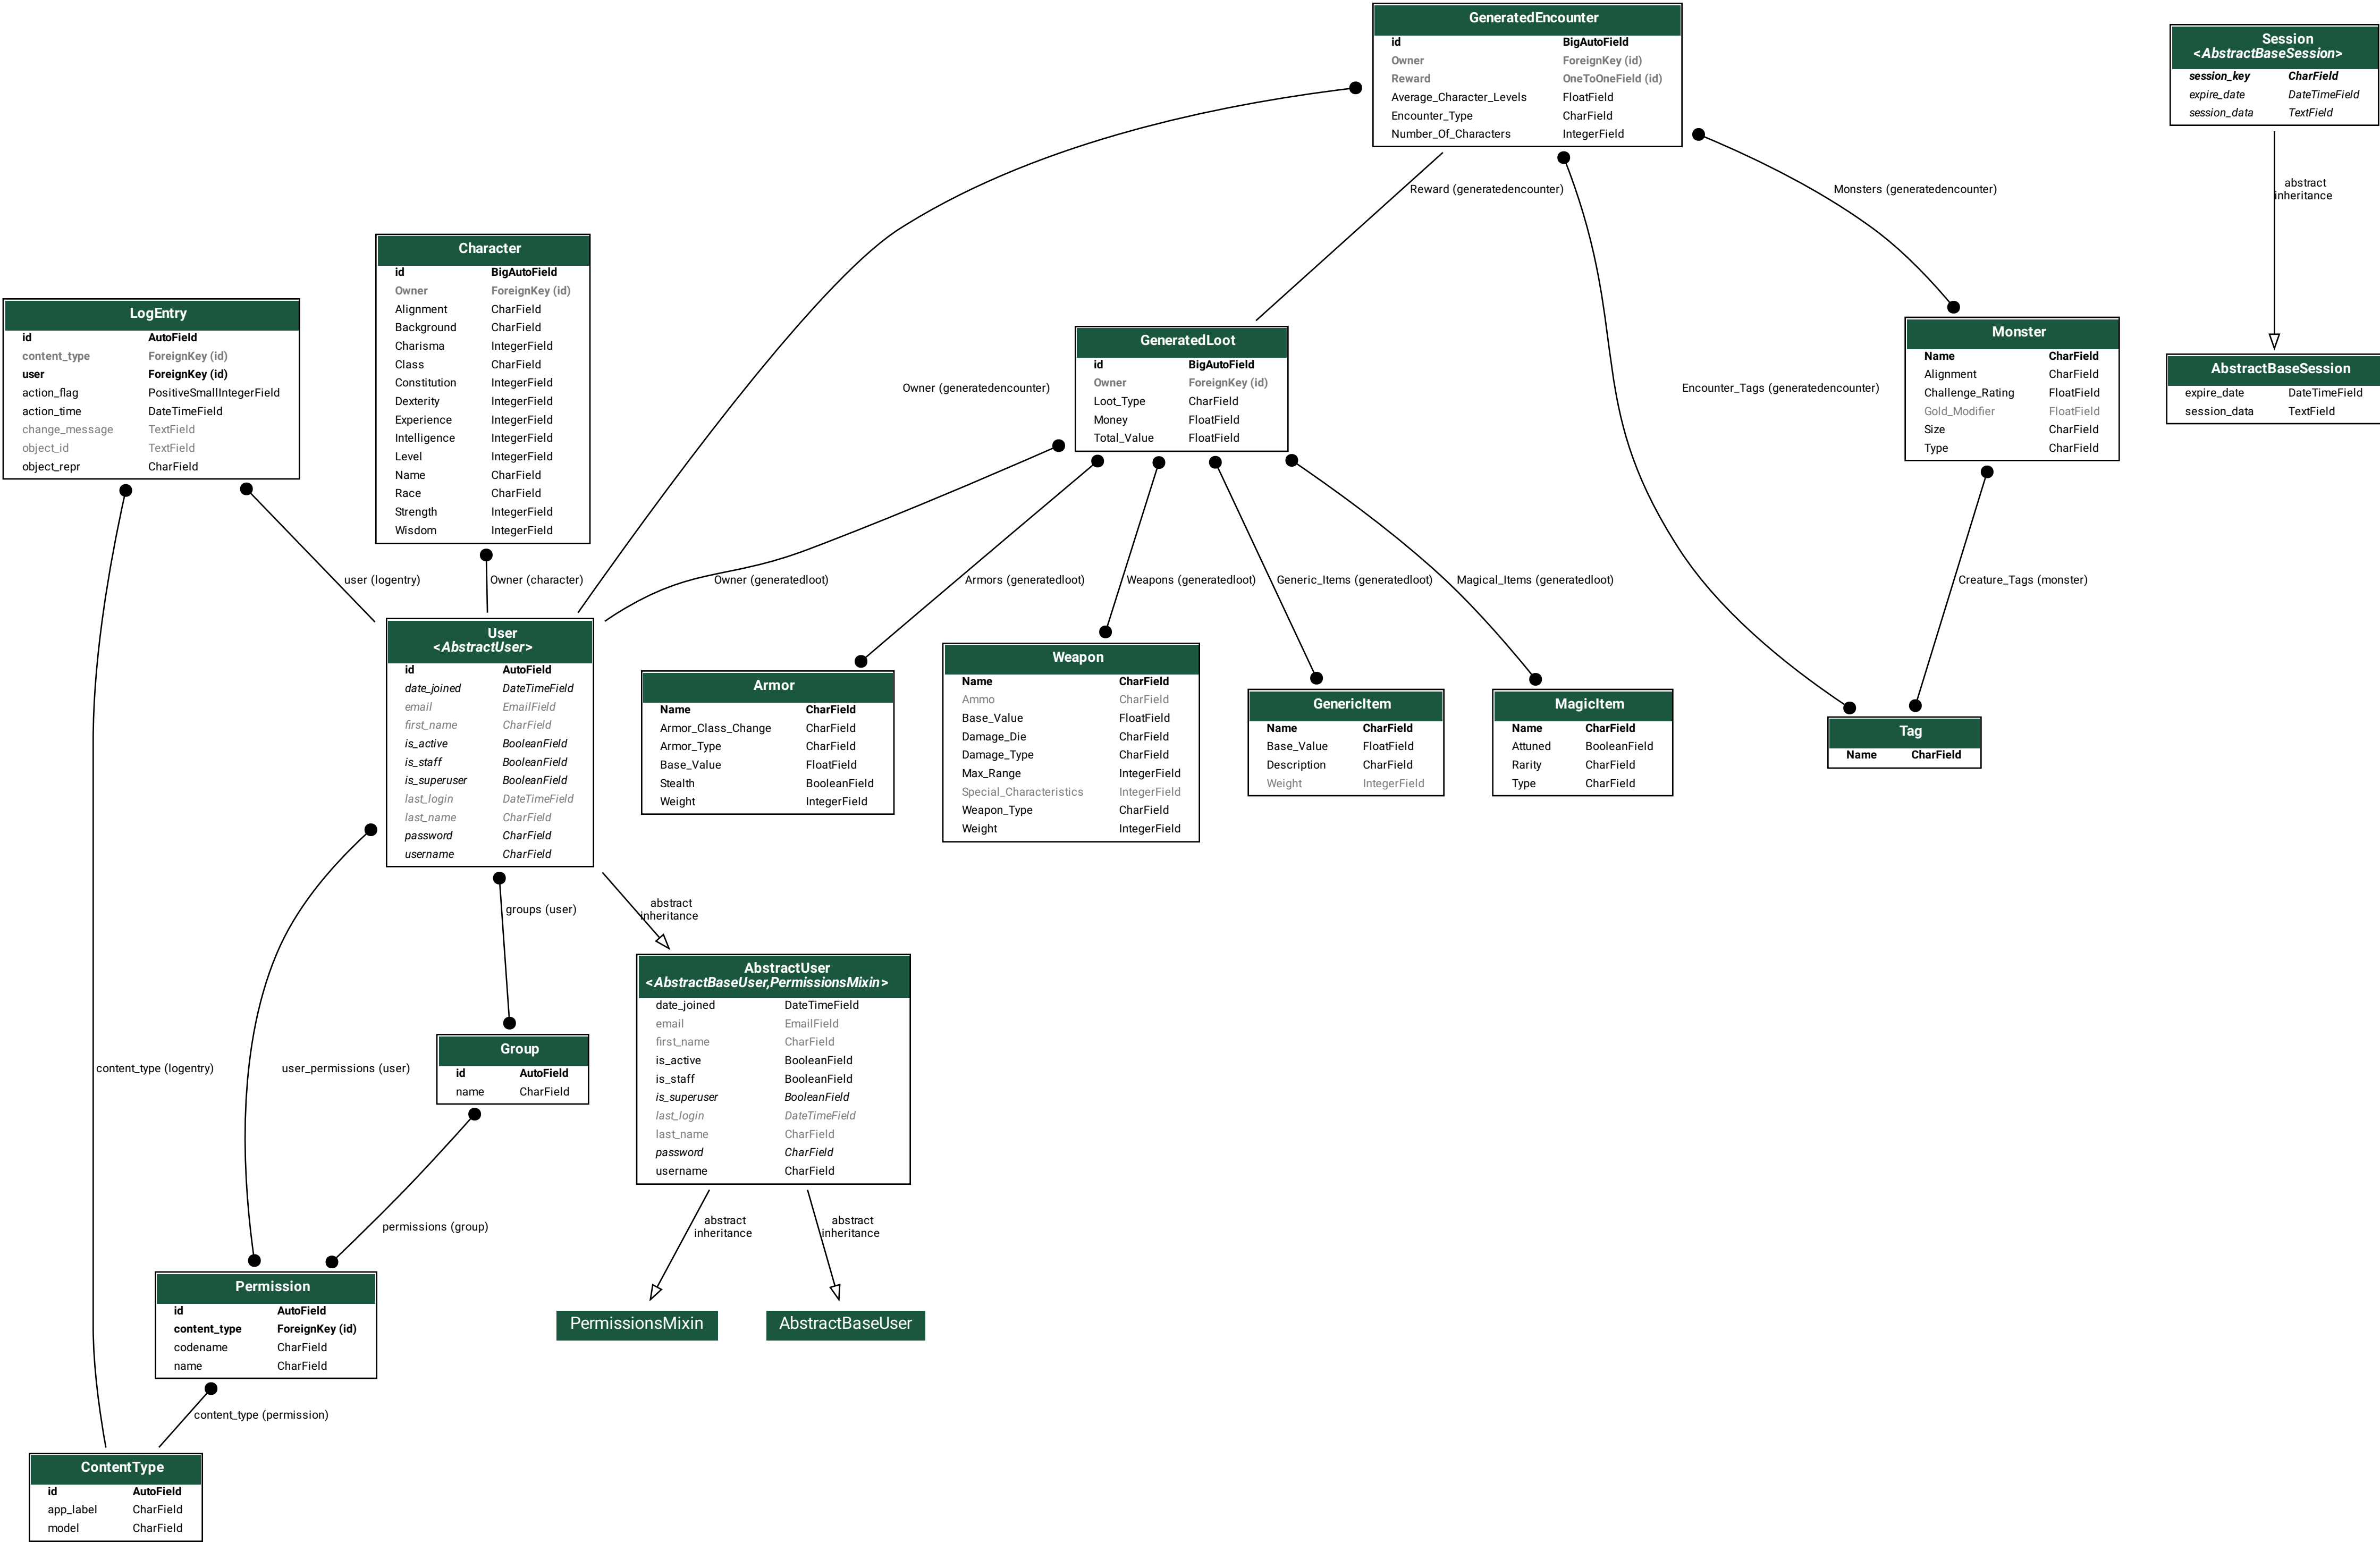 GeneratedEncounter
id BigAutoField
Owner ForeignKey (id)
Reward OneToOneField (id)
Average_Character_Levels FloatField
Encounter_Type CharField
Number_Of_Characters IntegerField
Session
<AbstractBaseSession>
session_key CharField
expire_date DateTimeField
session_data TextField
Reward (generatedencounter)
Monsters (generatedencounter)
abstract
inheritance
Character
id BigAutoField
Owner ForeignKey (id)
Alignment CharField
Background CharField
Charisma IntegerField
Class CharField
Constitution IntegerField
Dexterity IntegerField
Experience IntegerField
Intelligence IntegerField
Level IntegerField
Name CharField
Race CharField
Strength IntegerField
Wisdom IntegerField
LogEntry
id AutoField
content_type ForeignKey (id)
user ForeignKey (id)
action_flag PositiveSmallIntegerField
action_time DateTimeField
change_message TextField
object_id TextField
object_repr CharField
Owner (generatedencounter)
GeneratedLoot
id BigAutoField
Owner ForeignKey (id)
Loot_Type CharField
Money FloatField
Total_Value FloatField
Encounter_Tags (generatedencounter)
Monster
Name CharField
Alignment CharField
Challenge_Rating FloatField
Gold_Modifier FloatField
Size CharField
Type CharField
AbstractBaseSession
expire_date DateTimeField
session_data TextField
user (logentry)
Owner (character)
Owner (generatedloot)
Armors (generatedloot)
Weapons (generatedloot)
Generic_Items (generatedloot)
Magical_Items (generatedloot)
Creature_Tags (monster)
User
<AbstractUser>
id AutoField
date_joined DateTimeField
email EmailField
first_name CharField
is_active BooleanField
is_staff BooleanField
is_superuser BooleanField
last_login DateTimeField
last_name CharField
password CharField
username CharField
Armor
Name CharField
Armor_Class_Change CharField
Armor_Type CharField
Base_Value FloatField
Stealth BooleanField
Weight IntegerField
Weapon
Name CharField
Ammo CharField
Base_Value FloatField
Damage_Die CharField
Damage_Type CharField
Max_Range IntegerField
Special_Characteristics IntegerField
Weapon_Type CharField
Weight IntegerField
GenericItem
Name CharField
Base_Value FloatField
Description CharField
Weight IntegerField
MagicItem
Name CharField
Attuned BooleanField
Rarity CharField
Type CharField
Tag
Name CharField
groups (user)
abstract
inheritance
AbstractUser
<AbstractBaseUser,PermissionsMixin>
date_joined DateTimeField
email EmailField
first_name CharField
is_active BooleanField
is_staff BooleanField
is_superuser BooleanField
last_login DateTimeField
last_name CharField
password CharField
username CharField
content_type (logentry)
user_permissions (user)
Group
id AutoField
name CharField
permissions (group)
abstract
inheritance
abstract
inheritance
Permission
id AutoField
content_type ForeignKey (id)
codename CharField
name CharField
PermissionsMixin
AbstractBaseUser
content_type (permission)
ContentType
id AutoField
app_label CharField
model CharField